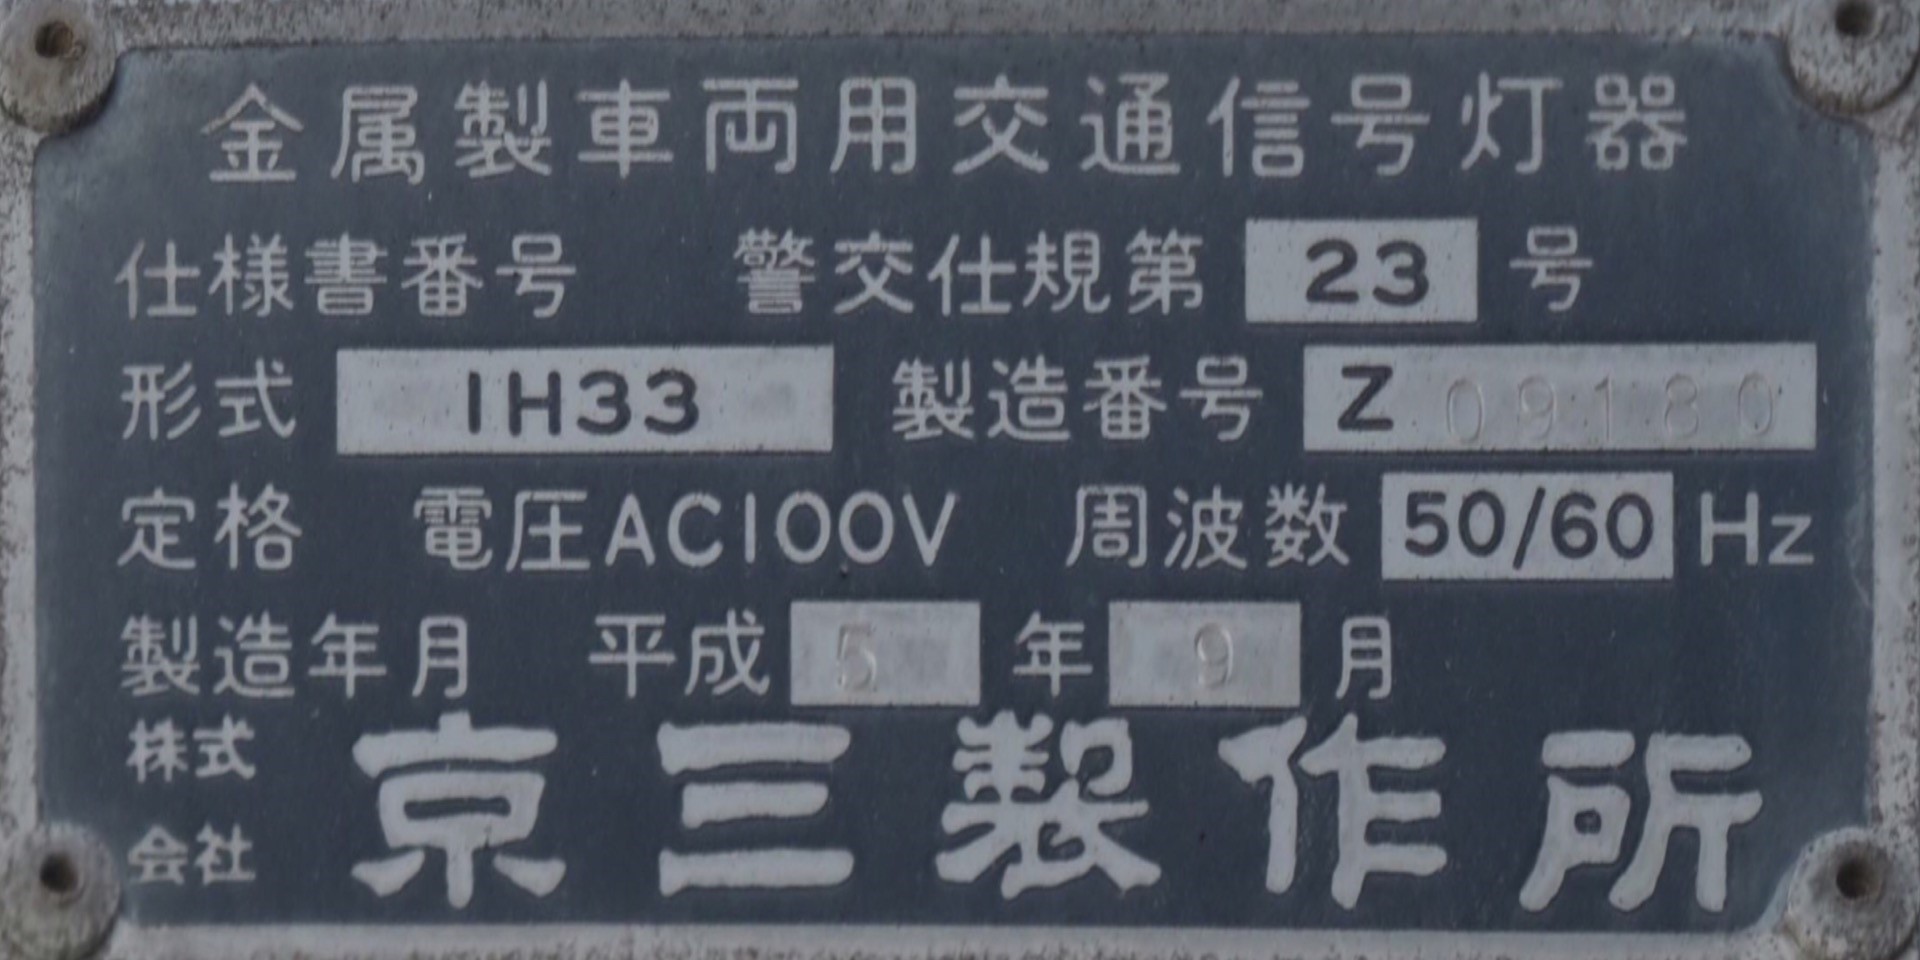 金属製車両用交通信号灯器
仕様書番号 警交仕規第 23 号
形式 1H33 製造番号 Z 09180
定格 電圧AC100V 周波数 50/60 Hz
製造年月 平成 5 年 9 月
株式会社 京三製作所